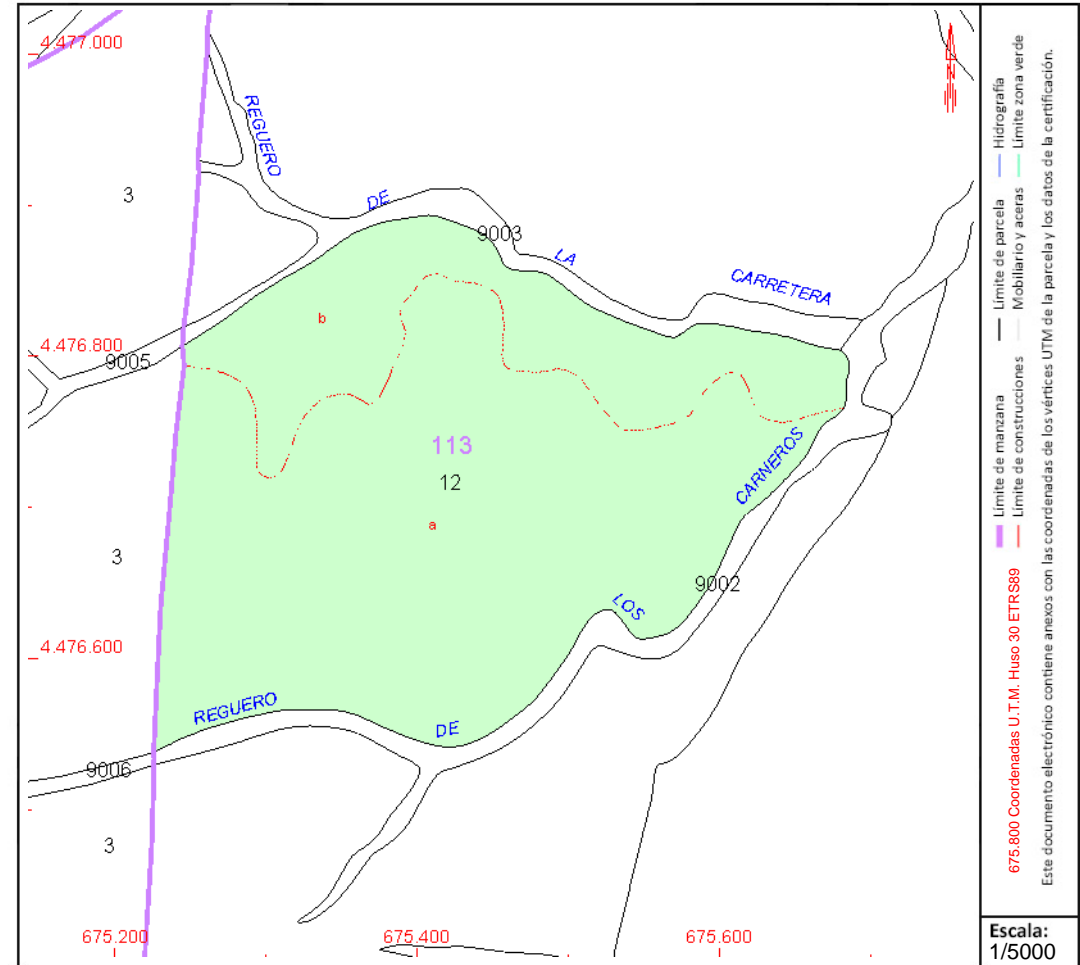 4.477.000
REGUERO
3
DE
9003
LA
CARRETERA
b
4.476.800
9005
113
12
CARNEROS
a
3
9002
LOS
4.476.600
REGUERO
DE
9006
3
675.200
675.400
675.600
Límite de manzana
Límite de parcela
Hidrografía
Límite de construcciones
Mobiliario y aceras
Límite zona verde
675.800 Coordenadas U.T.M. Huso 30 ETRS89
Este documento electrónico contiene anexos con las coordenadas de los vértices UTM de la parcela y los datos de la certificación.
Escala:
1/5000